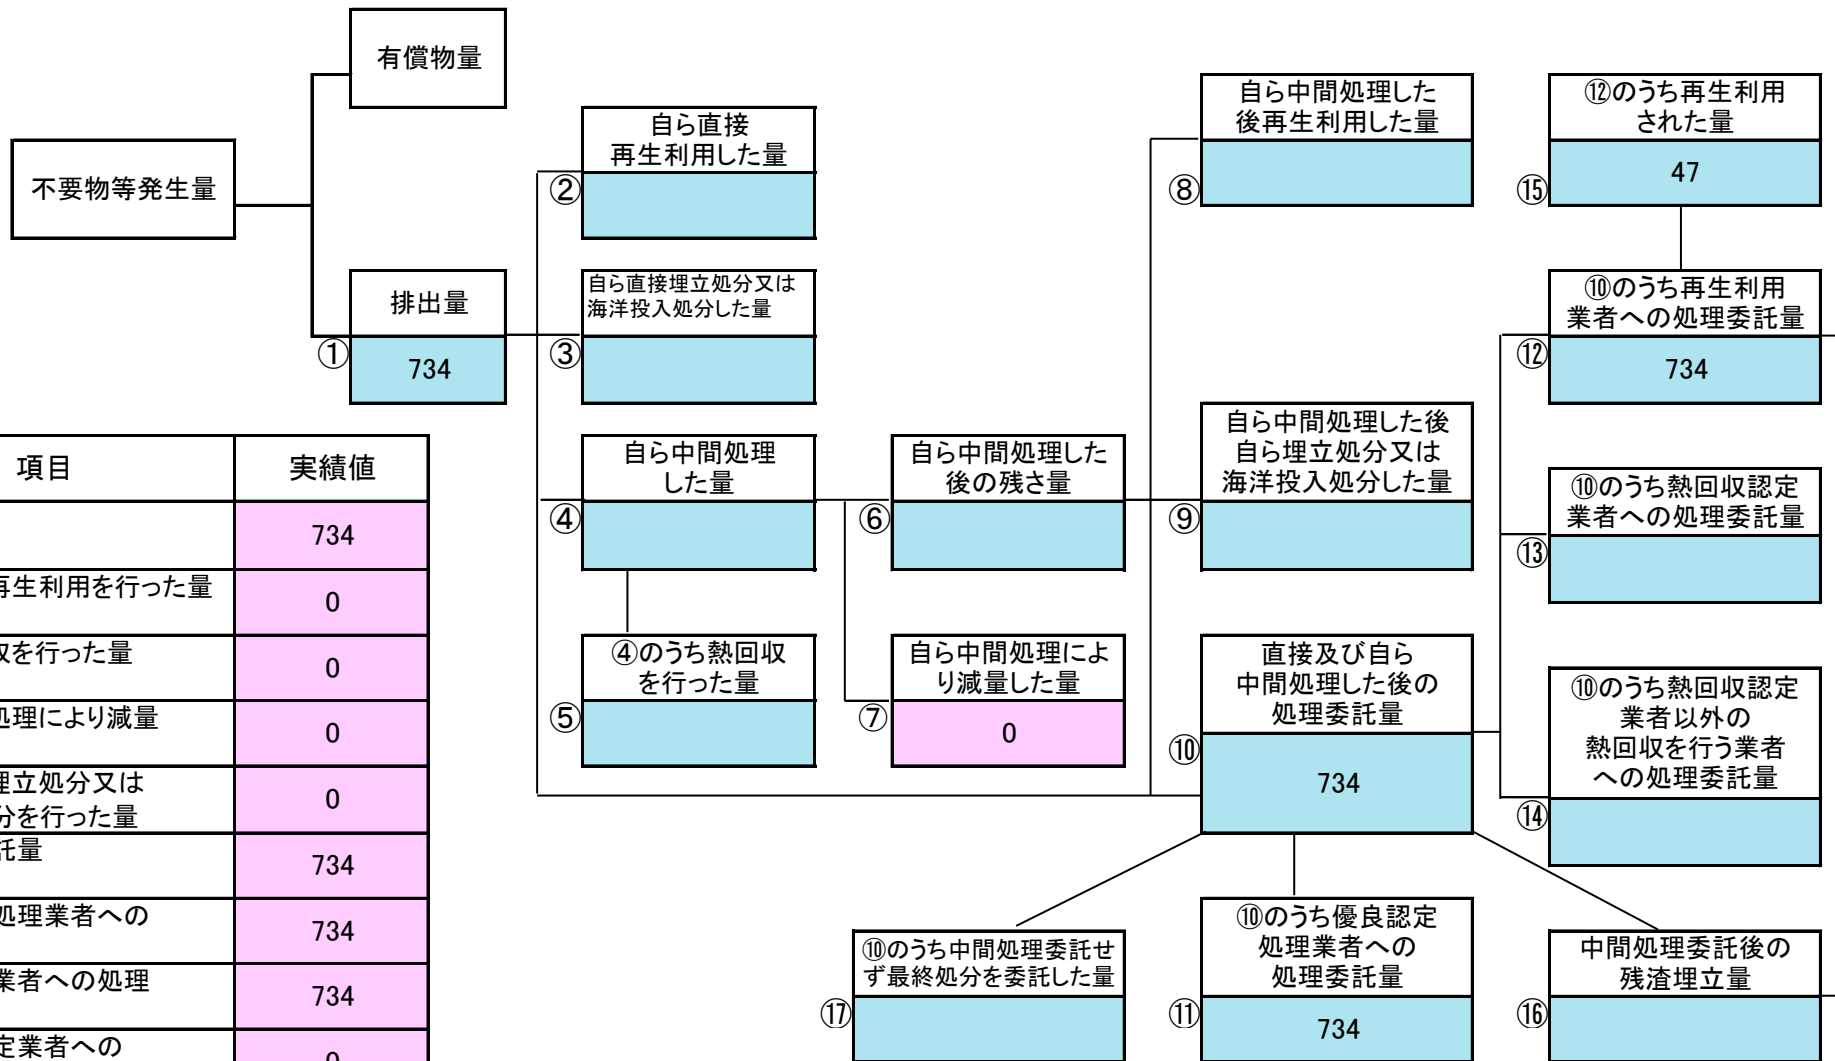 有償物量
不要物等発生量
排出量
①
734
自ら直接
再生利用した量
②
自ら直接埋立処分又は
海洋投入処分した量
③
自ら中間処理
した量
④
④のうち熱回収
を行った量
⑤
自ら中間処理した
後の残さ量
⑥
自ら中間処理によ
り減量した量
⑦
0
自ら中間処理した
後再生利用した量
⑧
自ら中間処理した後
自ら埋立処分又は
海洋投入処分した量
⑨
直接及び自ら
中間処理した後の
処理委託量
⑩
734
⑩のうち優良認定
処理業者への
処理委託量
⑪
734
⑫のうち再生利用
された量
⑮
47
⑩のうち再生利用
業者への処理委託量
⑫
734
⑩のうち熱回収認定
業者への処理委託量
⑬
⑩のうち熱回収認定
業者以外の
熱回収を行う業者
への処理委託量
⑭
中間処理委託後の
残渣埋立量
⑯
⑩のうち中間処理委託せ
ず最終処分を委託した量
⑰
項目 実績値
734
再生利用を行った量 0
を行った量 0
処理により減量 0
埋立処分又は
分を行った量 0
託量 734
処理業者への 734
業者への処理 734
定業者への 0